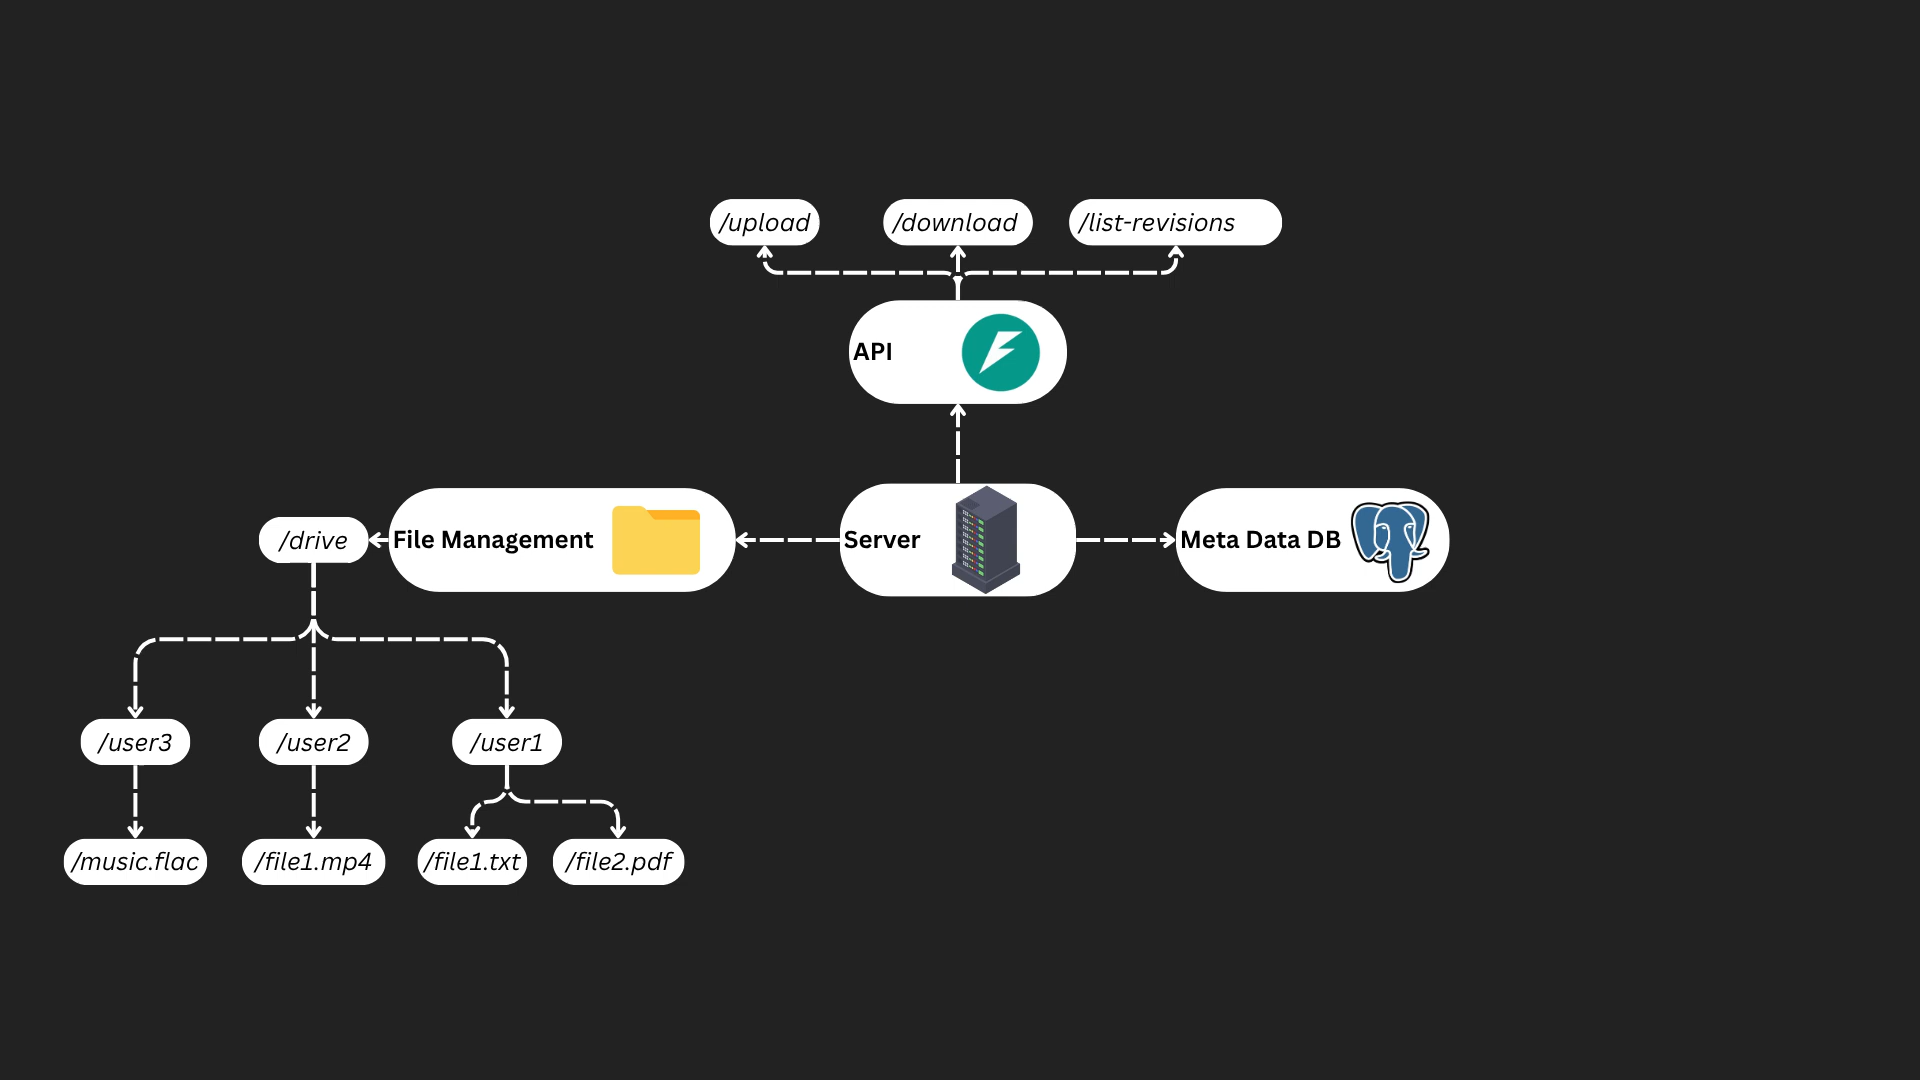 /upload
/download
/list-revisions
API
/drive
File Management
Server
Meta Data DB
/user3
/user2
/user1
/music.flac
/file1.mp4
/file1.txt
/file2.pdf